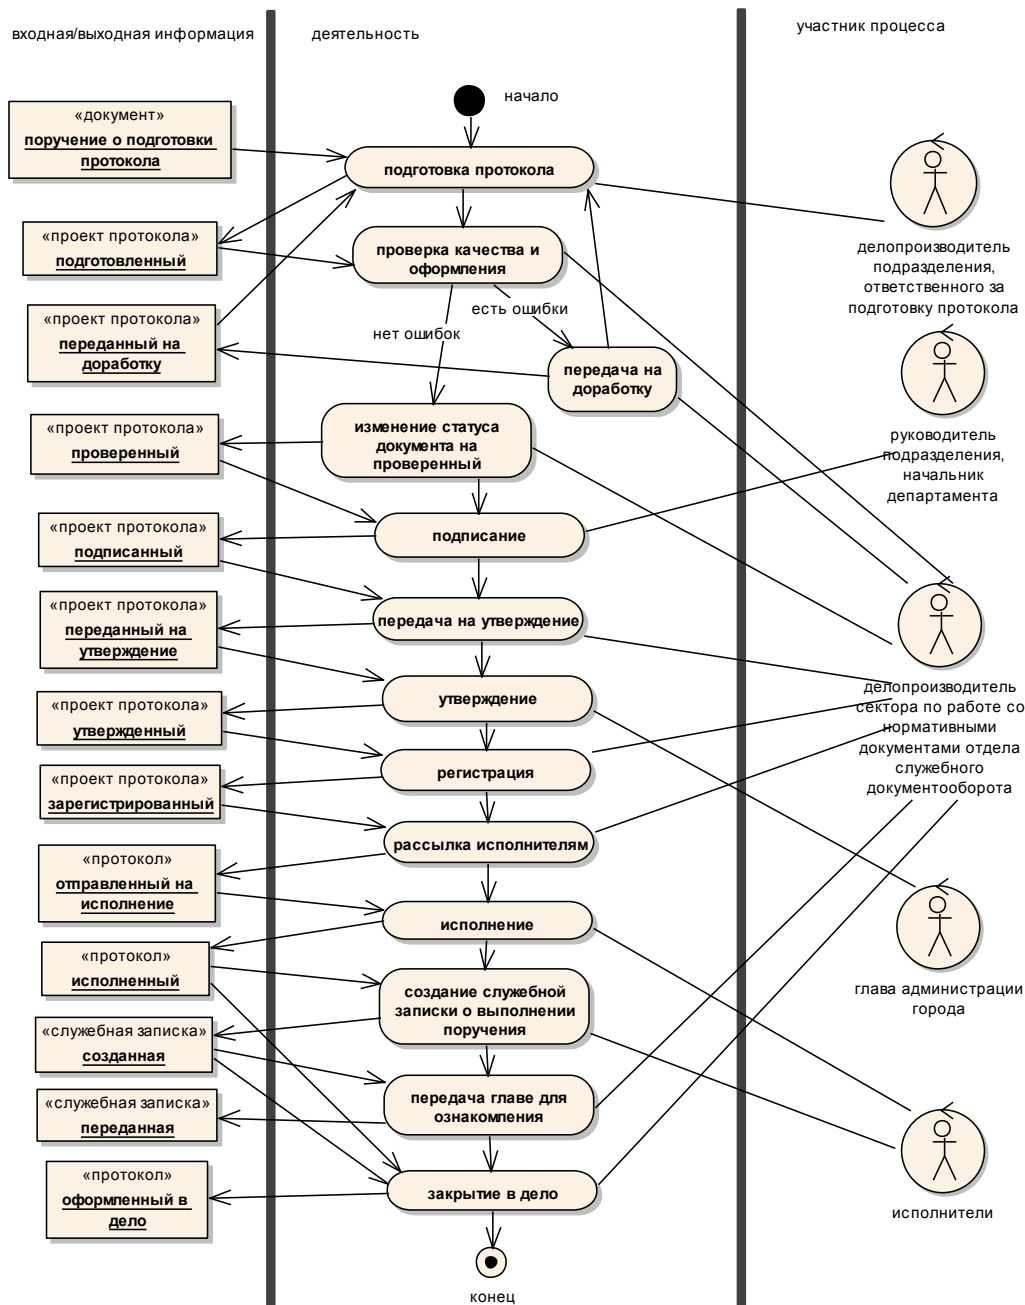 входная/выходная информация
деятельность
участник процесса
начало
«документ»
поручение о подготовки
протокола
подготовка протокола
«проект протокола»
подготовленный
проверка качества и
оформления
делопроизводитель
подразделения,
ответственного за
подготовку протокола
есть ошибки
нет ошибок
«проект протокола»
переданный на
доработку
передача на
доработку
«проект протокола»
проверенный
изменение статуса
документа на
проверенный
руководитель
подразделения,
начальник
департамента
«проект протокола»
подписанный
подписание
«проект протокола»
переданный на
утверждение
передача на утверждение
«проект протокола»
утвержденный
утверждение
делопроизводитель
сектора по работе со
нормативными
документами отдела
служебного
документооборота
«проект протокола»
зарегистрированный
регистрация
рассылка исполнителям
«протокол»
отправленный на
исполнение
исполнение
«протокол»
исполненный
создание служебной
записки о выполнении
поручения
глава администрации
города
«служебная записка»
созданная
«служебная записка»
переданная
передача главе для
ознакомления
«протокол»
оформленный в
дело
закрытие в дело
исполнители
конец